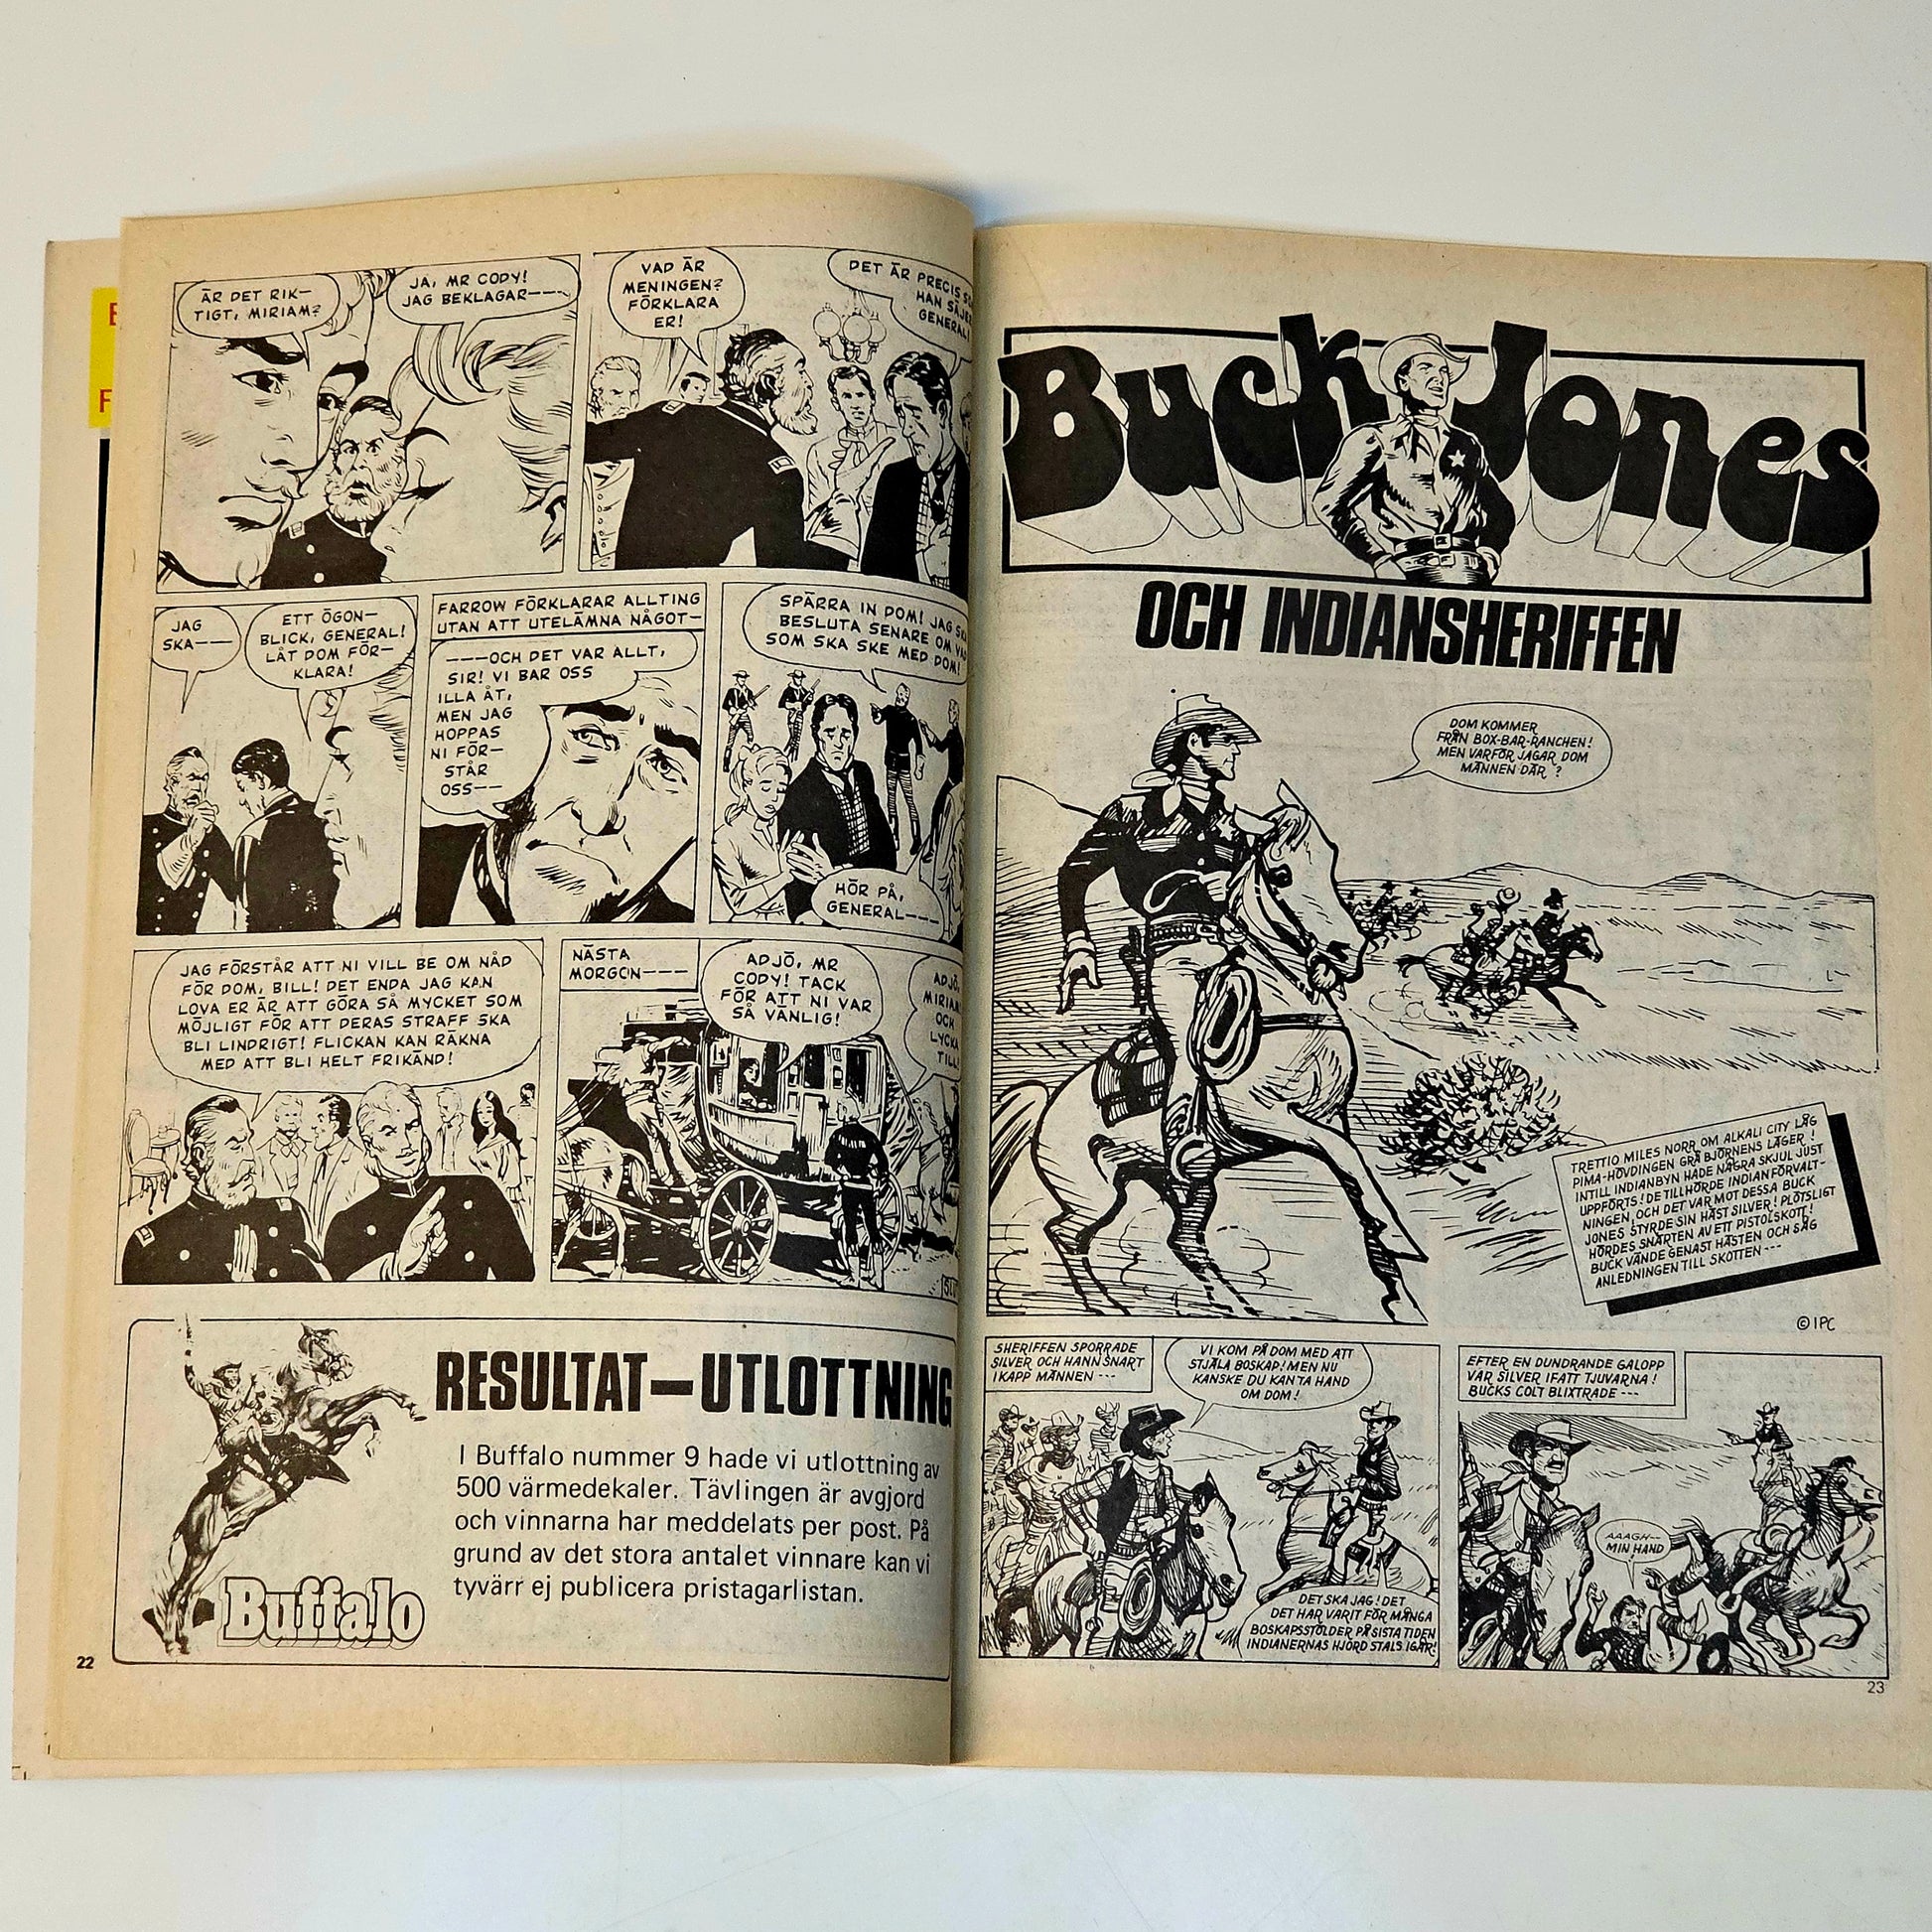 ÄR DET RIK-
TIGT, MIRIAM?
JA, MR CODY!
JAG BEKLAGAR---
VAD ÄR
MENINGEN?
FÖRKLARA
ER!
DET ÄR PRECIS
HAN
GENERAL!
JAG
SKA---
ETT ÖGON-
BLICK, GENERAL!
LÅT DOM FÖR-
KLARA!
FARROW FÖRKLARAR ALLTING
UTAN ATT UTELÄMNA NÅGOT-
---OCH DET VAR ALLT,
SIR! VI BAR OSS
ILLA ÅT,
MEN JAG
HOPPAS
NI FÖR-
STÅR
OSS--
SPÄRRA IN DOM! JAG
BESLUTA SENARE OM
SOM SKA SKE MED DOM!
HÖR PÅ,
GENERAL---
JAG FÖRSTÅR ATT NI VILL BE OM NÅD
FÖR DOM, BILL! DET ENDA JAG KAN
LOVA ER ÄR ATT GÖRA SÅ MYCKET SOM
MÖJLIGT FÖR ATT DERAS STRAFF SKA
BLI LINDRIGT! FLICKAN KAN RÄKNA
MED ATT BLI HELT FRIKÄND!
NÄSTA
MORGON---
ADJÖ, MR
CODY! TACK
FÖR ATT NI VAR
SÅ VÄNLIG!
ADJÖ,
MIRIAM
OCH
LYCKA
TILL!
RESULTAT-UTLOTTNING
I Buffalo nummer 9 hade vi utlottning av
500 värmedekaler. Tävlingen är avgjord
och vinnarna har meddelats per post. På
grund av det stora antalet vinnare kan vi
tyvärr ej publicera pristagarlistan.
Buffalo
22
Buck Jones
OCH INDIANSHERIFFEN
DOM KOMMER
FRÅN BOX-BAR-RANCHEN!
MEN VARFÖR JAGAR DOM
MÄNNEN DÄR ?
TRETTIO MILES NORR OM ALKALI CITY LÅG
PIMA-HÖVDINGEN GRÅ BJÖRNENS LÄGER !
INTILL INDIANBYN HADE NÅGRA SKJUL JUST
UPPFÖRTS! DE TILLHÖRDE INDIANFÖRVALT-
NINGEN, OCH DET VAR MOT DESSA BUCK
JONES STYRDE SIN HÄST SILVER! PLÖTSLIGT
HÖRDES SNÄRTEN AV ETT PISTOLSKOTT!
BUCK VÄNDE GENAST HÄSTEN OCH SÅG
ANLEDNINGEN TILL SKOTTEN ---
© IPC
SHERIFFEN SPORRADE
SILVER OCH HANN SNART
IKAPP MÄNNEN ---
VI KOM PÅ DOM MED ATT
STJÄLA BOSKAP! MEN NU
KANSKE DU KAN TA HAND
OM DOM!
DET SKA JAG! DET
DET HAR VARIT FÖR MÅNGA
BOSKAPSSTÖLDER PÅ SISTA TIDEN
INDIANERNAS HJORD STALS IGÅR!
EFTER EN DUNDRANDE GALOPP
VAR SILVER IFATT TJUVARNA !
BUCKS COLT BLIXTRADE ---
AAAGH--
MIN HAND
!
23